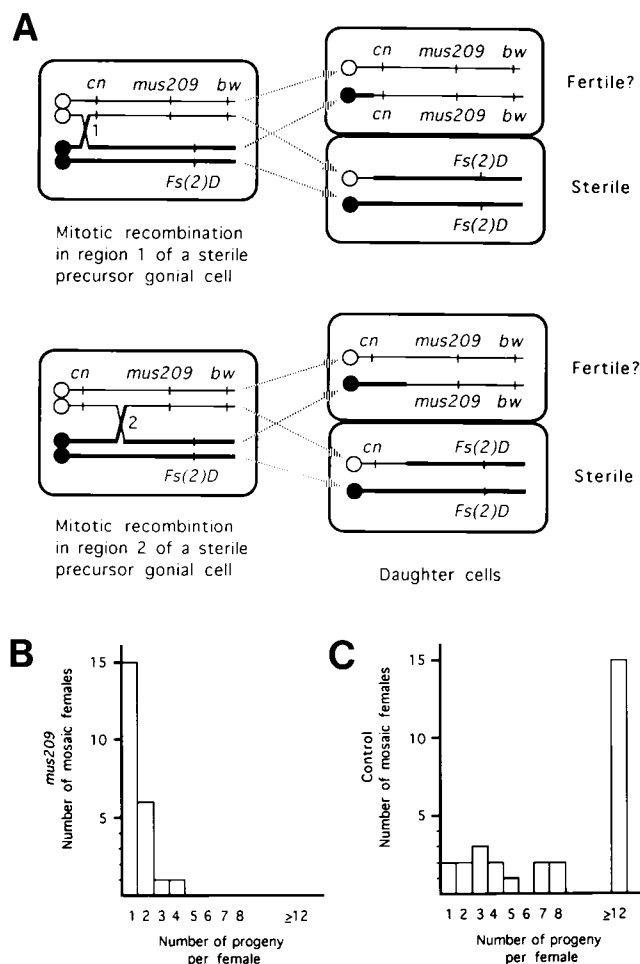 A
cn mus209 bw
1
Fs(2)D
Mitotic recombination
in region 1 of a sterile
precursor gonial cell
cn mus209 bw
cn mus209 bw
Fertile?
Fs(2)D
Fs(2)D
Sterile
cn mus209 bw
2
Fs(2)D
Mitotic recombintion
in region 2 of a sterile
precursor gonial cell
cn mus209 bw
mus209 bw
Fertile?
cn Fs(2)D
Fs(2)D
Sterile
Daughter cells
B
mus209
Number of mosaic females
15
10
5
1 2 3 4 5 6 7 8 ≥12
Number of progeny
per female
C
Control
Number of mosaic females
15
10
5
1 2 3 4 5 6 7 8 ≥12
Number of progeny
per female